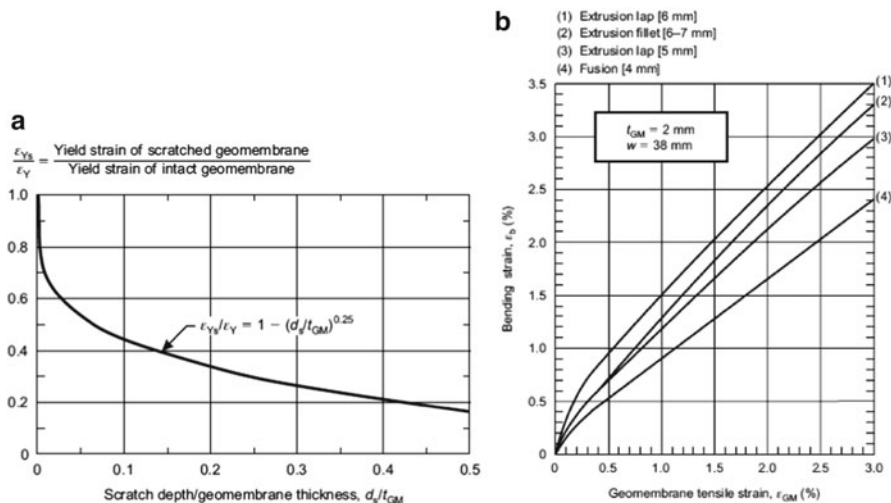 a
εYs/εY = Yield strain of scratched geomembrane / Yield strain of intact geomembrane
1.0
0.8
0.6
0.4
0.2
0
εYs/εY = 1 − (ds/tGM)^0.25
0 0.1 0.2 0.3 0.4 0.5
Scratch depth/geomembrane thickness, ds/tGM
b
(1) Extrusion lap [6 mm]
(2) Extrusion fillet [6–7 mm]
(3) Extrusion lap [5 mm]
(4) Fusion [4 mm]
3.5
3.0
2.5
2.0
1.5
1.0
0.5
0
Bending strain, εb (%)
tGM = 2 mm
w = 38 mm
(1)
(2)
(3)
(4)
0 0.5 1.0 1.5 2.0 2.5 3.0
Geomembrane tensile strain, εGM (%)